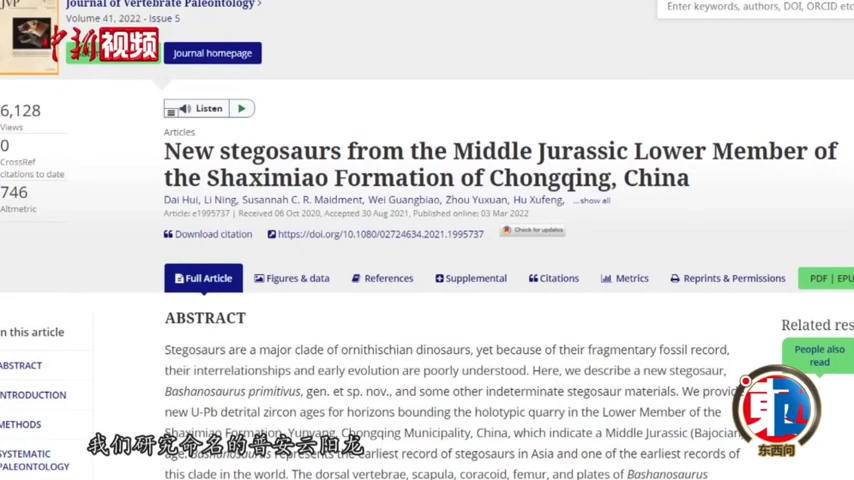 JVP
Journal of Vertebrate Paleontology >
Volume 41, 2022 - Issue 5
Enter keywords, authors, DOI, ORCID etc
中新视频
Journal homepage
6,128
Views
0
CrossRef
citations to date
746
Altmetric
Listen
Articles
New stegosaurs from the Middle Jurassic Lower Member of
the Shaximiao Formation of Chongqing, China
Dai Hui, Li Ning, Susannah C. R. Maidment, Wei Guangbiao, Zhou Yuxuan, Hu Xufeng, ...show all
Article: e1995737 | Received 06 Oct 2020, Accepted 30 Aug 2021, Published online: 03 Mar 2022
Download citation
https://doi.org/10.1080/02724634.2021.1995737
Check for updates
Full Article
Figures & data
References
Supplemental
Citations
Metrics
Reprints & Permissions
PDF | EPU
n this article
ABSTRACT
INTRODUCTION
METHODS
SYSTEMATIC
PALEONTOLOGY
ABSTRACT
Stegosaurs are a major clade of ornithischian dinosaurs, yet because of their fragmentary fossil record,
their interrelationships and early evolution are poorly understood. Here, we describe a new stegosaur,
Bashanosaurus primitivus, gen. et sp. nov., and some other indeterminate stegosaur materials. We provide
new U-Pb detrital zircon ages for horizons bounding the holotypic quarry in the Lower Member of the
Shaximiao Formation, Yunyang, Chongqing Municipality, China, which indicate a Middle Jurassic (Bajocian
age. Bashanosaurus represents the earliest record of stegosaurs in Asia and one of the earliest records of
this clade in the world. The dorsal vertebrae, scapula, coracoid, femur, and plates of Bashanosaurus
Related res
People also
read
东西问
我们研究命名的普安云阳龙